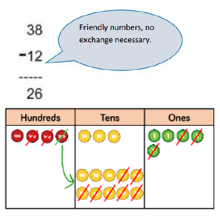 38
Friendly numbers, no
exchange necessary.
-12
-----
26
Hundreds Tens Ones